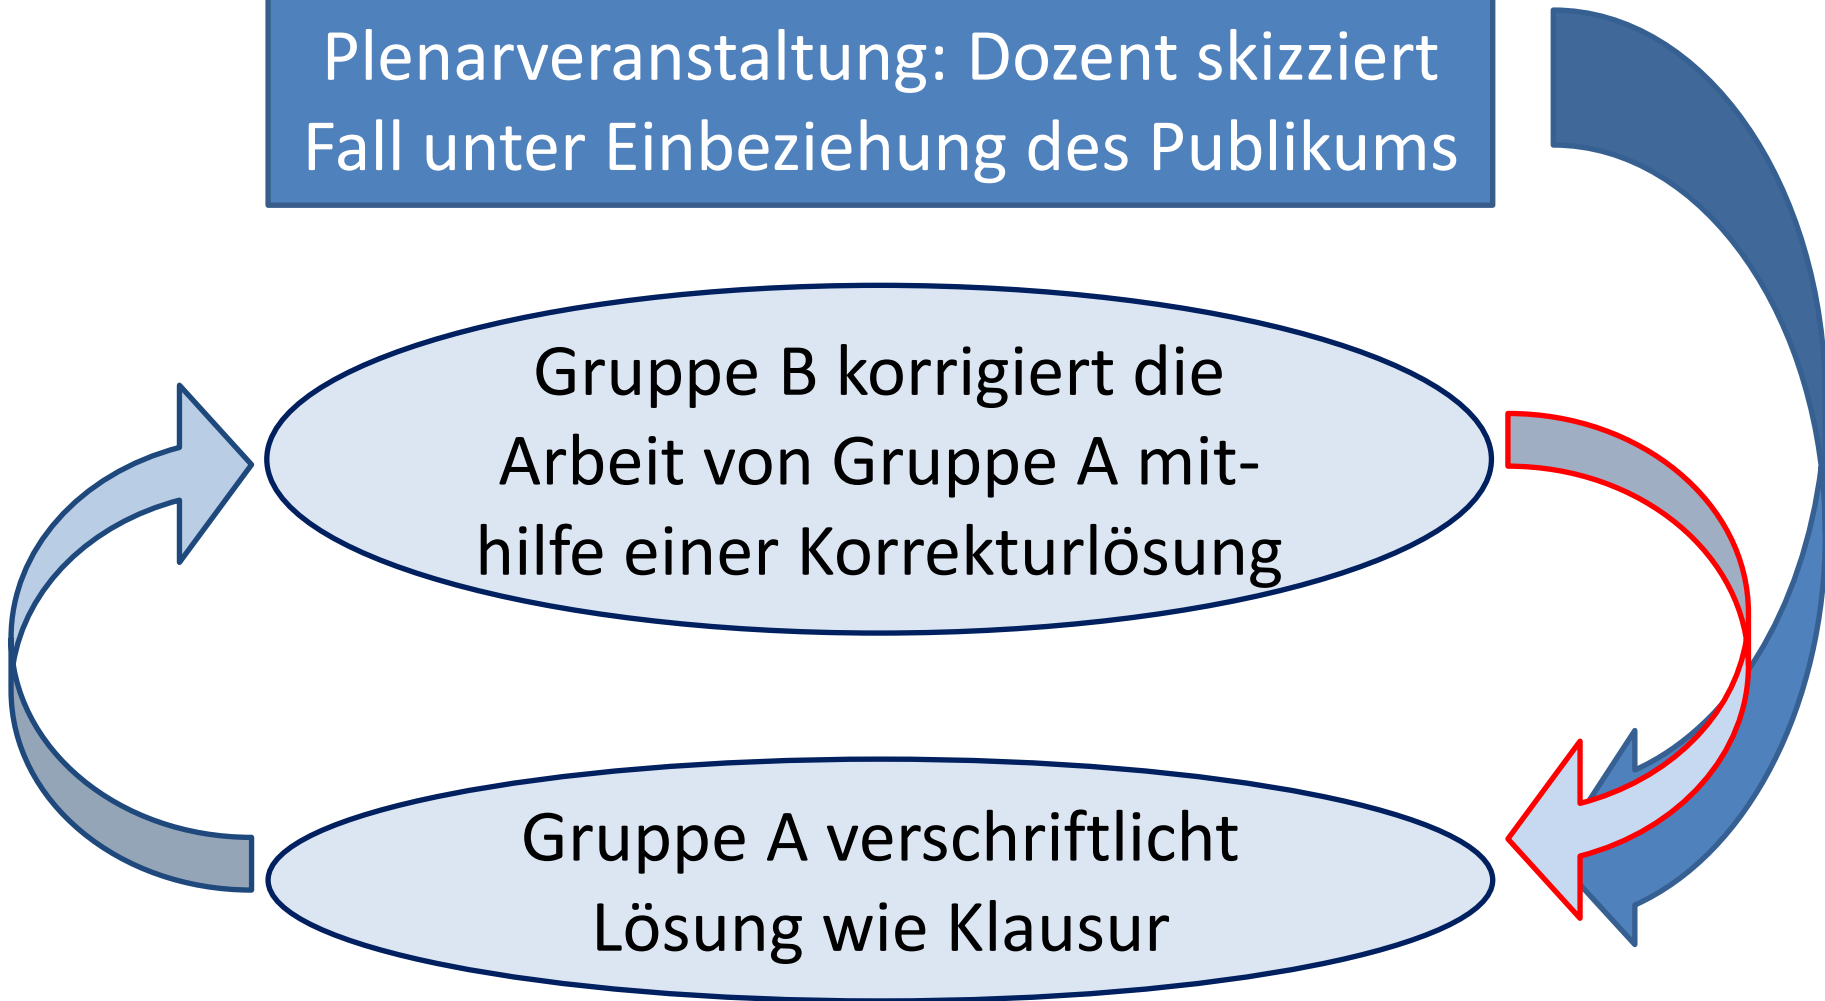 Plenarveranstaltung: Dozent skizziert
Fall unter Einbeziehung des Publikums
Gruppe B korrigiert die
Arbeit von Gruppe A mit-
hilfe einer Korrekturlösung
Gruppe A verschriftlicht
Lösung wie Klausur